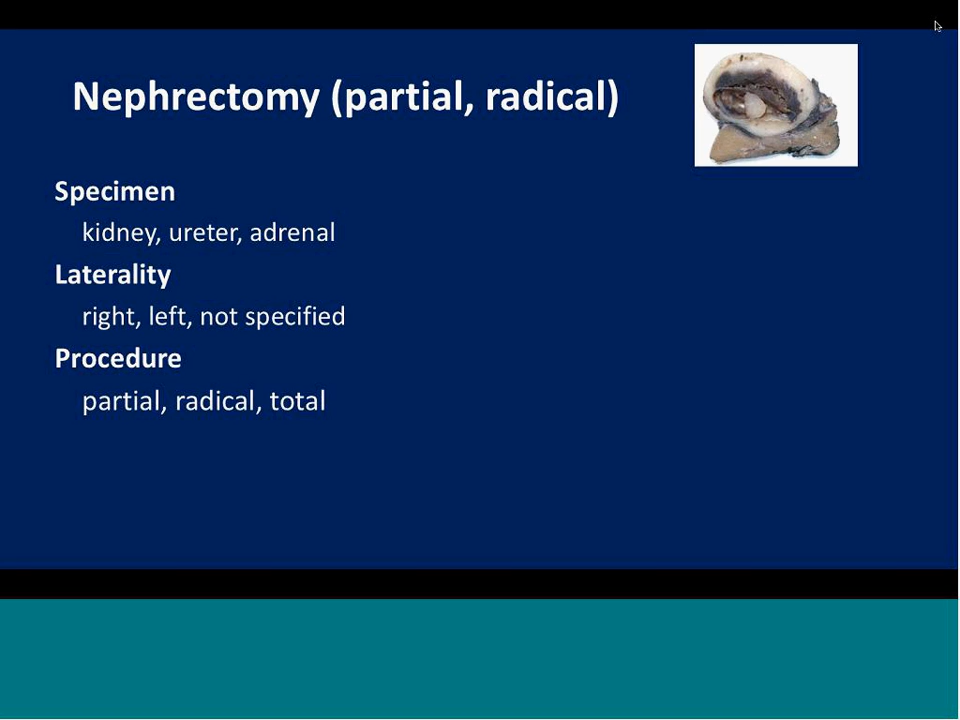 Nephrectomy (partial, radical)
Specimen
kidney, ureter, adrenal
Laterality
right, left, not specified
Procedure
partial, radical, total